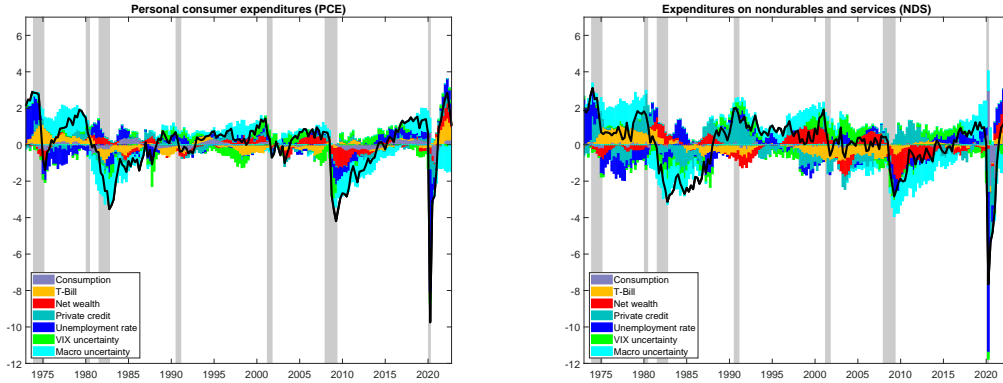 Personal consumer expenditures (PCE)
6
4
2
0
-2
-4
-6
-8
-10
-12
Consumption
T-Bill
Net wealth
Private credit
Unemployment rate
VIX uncertainty
Macro uncertainty
1975 1980 1985 1990 1995 2000 2005 2010 2015 2020
Expenditures on nondurables and services (NDS)
6
4
2
0
-2
-4
-6
-8
-10
-12
Consumption
T-Bill
Net wealth
Private credit
Unemployment rate
VIX uncertainty
Macro uncertainty
1975 1980 1985 1990 1995 2000 2005 2010 2015 2020